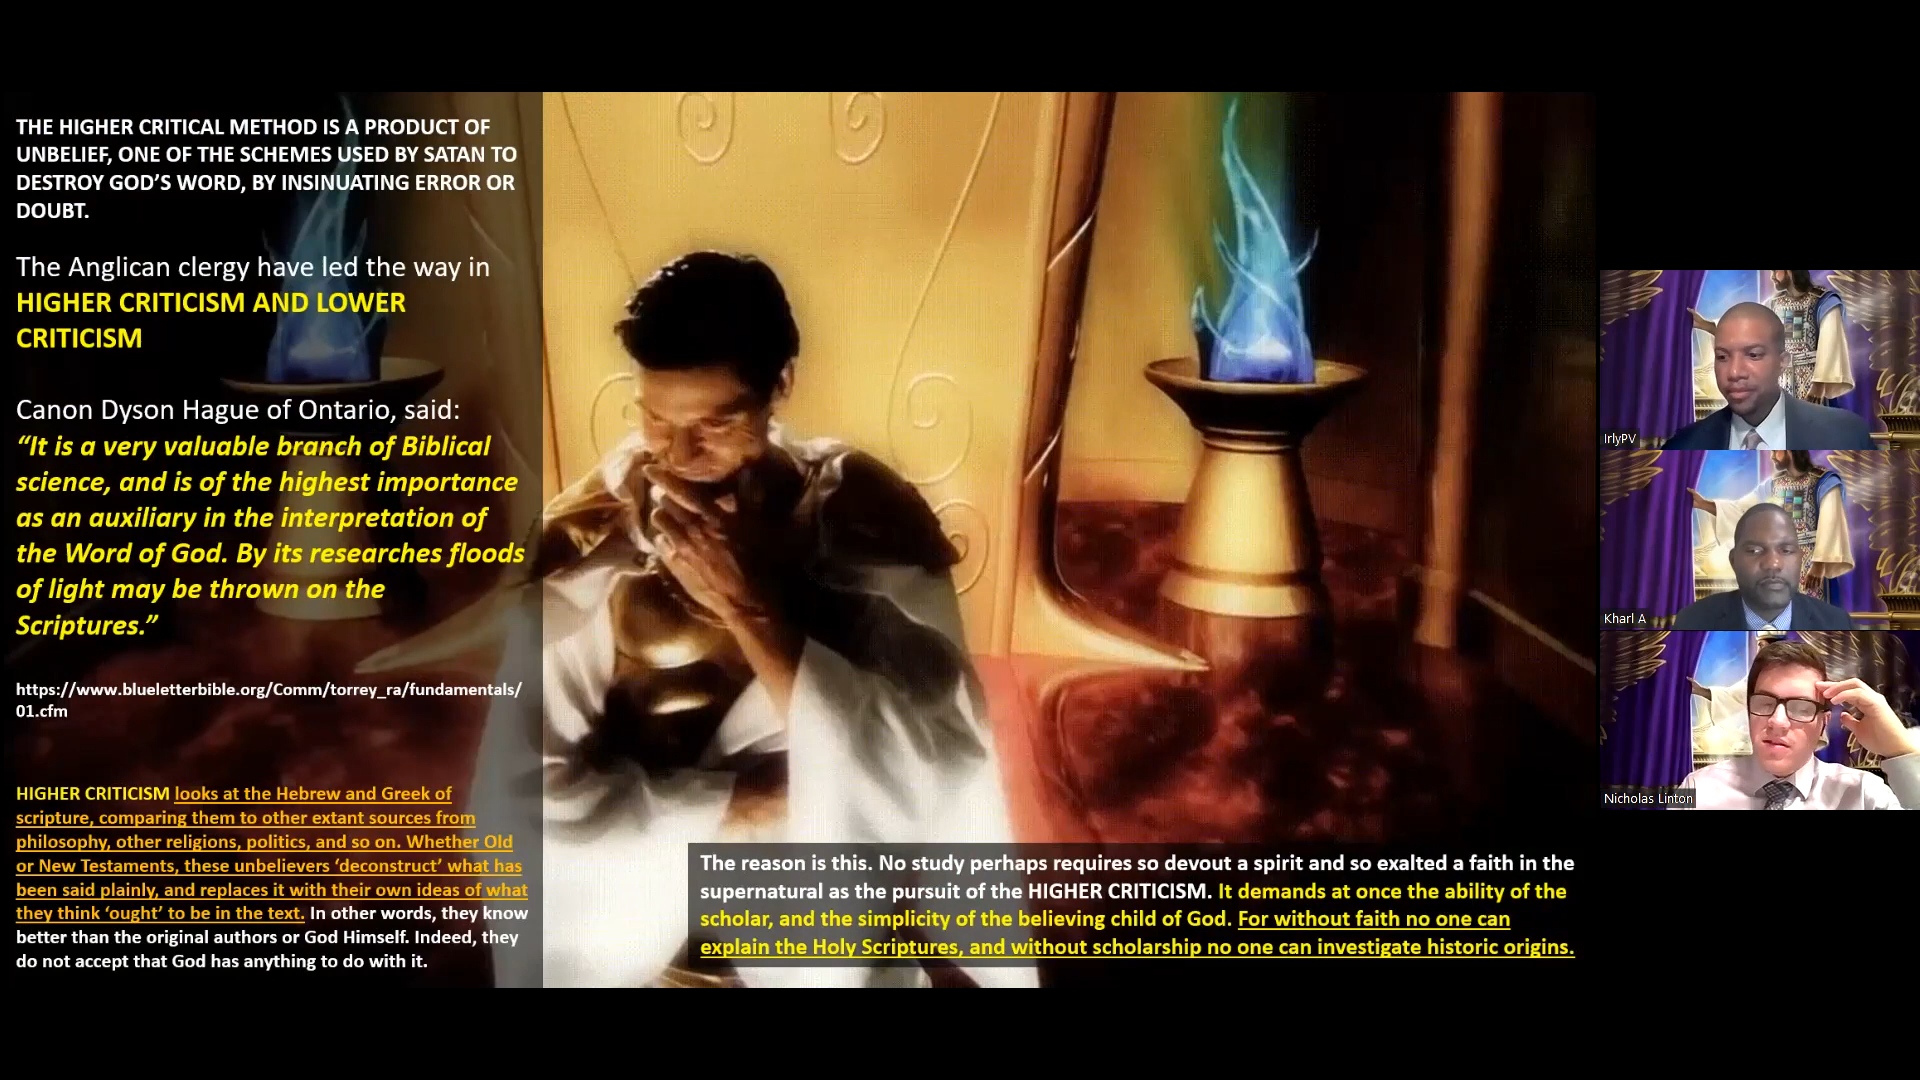 THE HIGHER CRITICAL METHOD IS A PRODUCT OF
UNBELIEF, ONE OF THE SCHEMES USED BY SATAN TO
DESTROY GOD’S WORD, BY INSINUATING ERROR OR
DOUBT.
The Anglican clergy have led the way in
HIGHER CRITICISM AND LOWER
CRITICISM
Canon Dyson Hague of Ontario, said:
“It is a very valuable branch of Biblical
science, and is of the highest importance
as an auxiliary in the interpretation of
the Word of God. By its researches floods
of light may be thrown on the
Scriptures.”
https://www.blueletterbible.org/Comm/torrey_ra/fundamentals/
01.cfm
HIGHER CRITICISM looks at the Hebrew and Greek of
scripture, comparing them to other extant sources from
philosophy, other religions, politics, and so on. Whether Old
or New Testaments, these unbelievers ‘deconstruct’ what has
been said plainly, and replaces it with their own ideas of what
they think ‘ought’ to be in the text. In other words, they know
better than the original authors or God Himself. Indeed, they
do not accept that God has anything to do with it.
The reason is this. No study perhaps requires so devout a spirit and so exalted a faith in the
supernatural as the pursuit of the HIGHER CRITICISM. It demands at once the ability of the
scholar, and the simplicity of the believing child of God. For without faith no one can
explain the Holy Scriptures, and without scholarship no one can investigate historic origins.
IrlyPV
Kharl A
Nicholas Linton